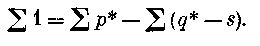 ∑ 1 = ∑ p* − ∑ (q* − s).